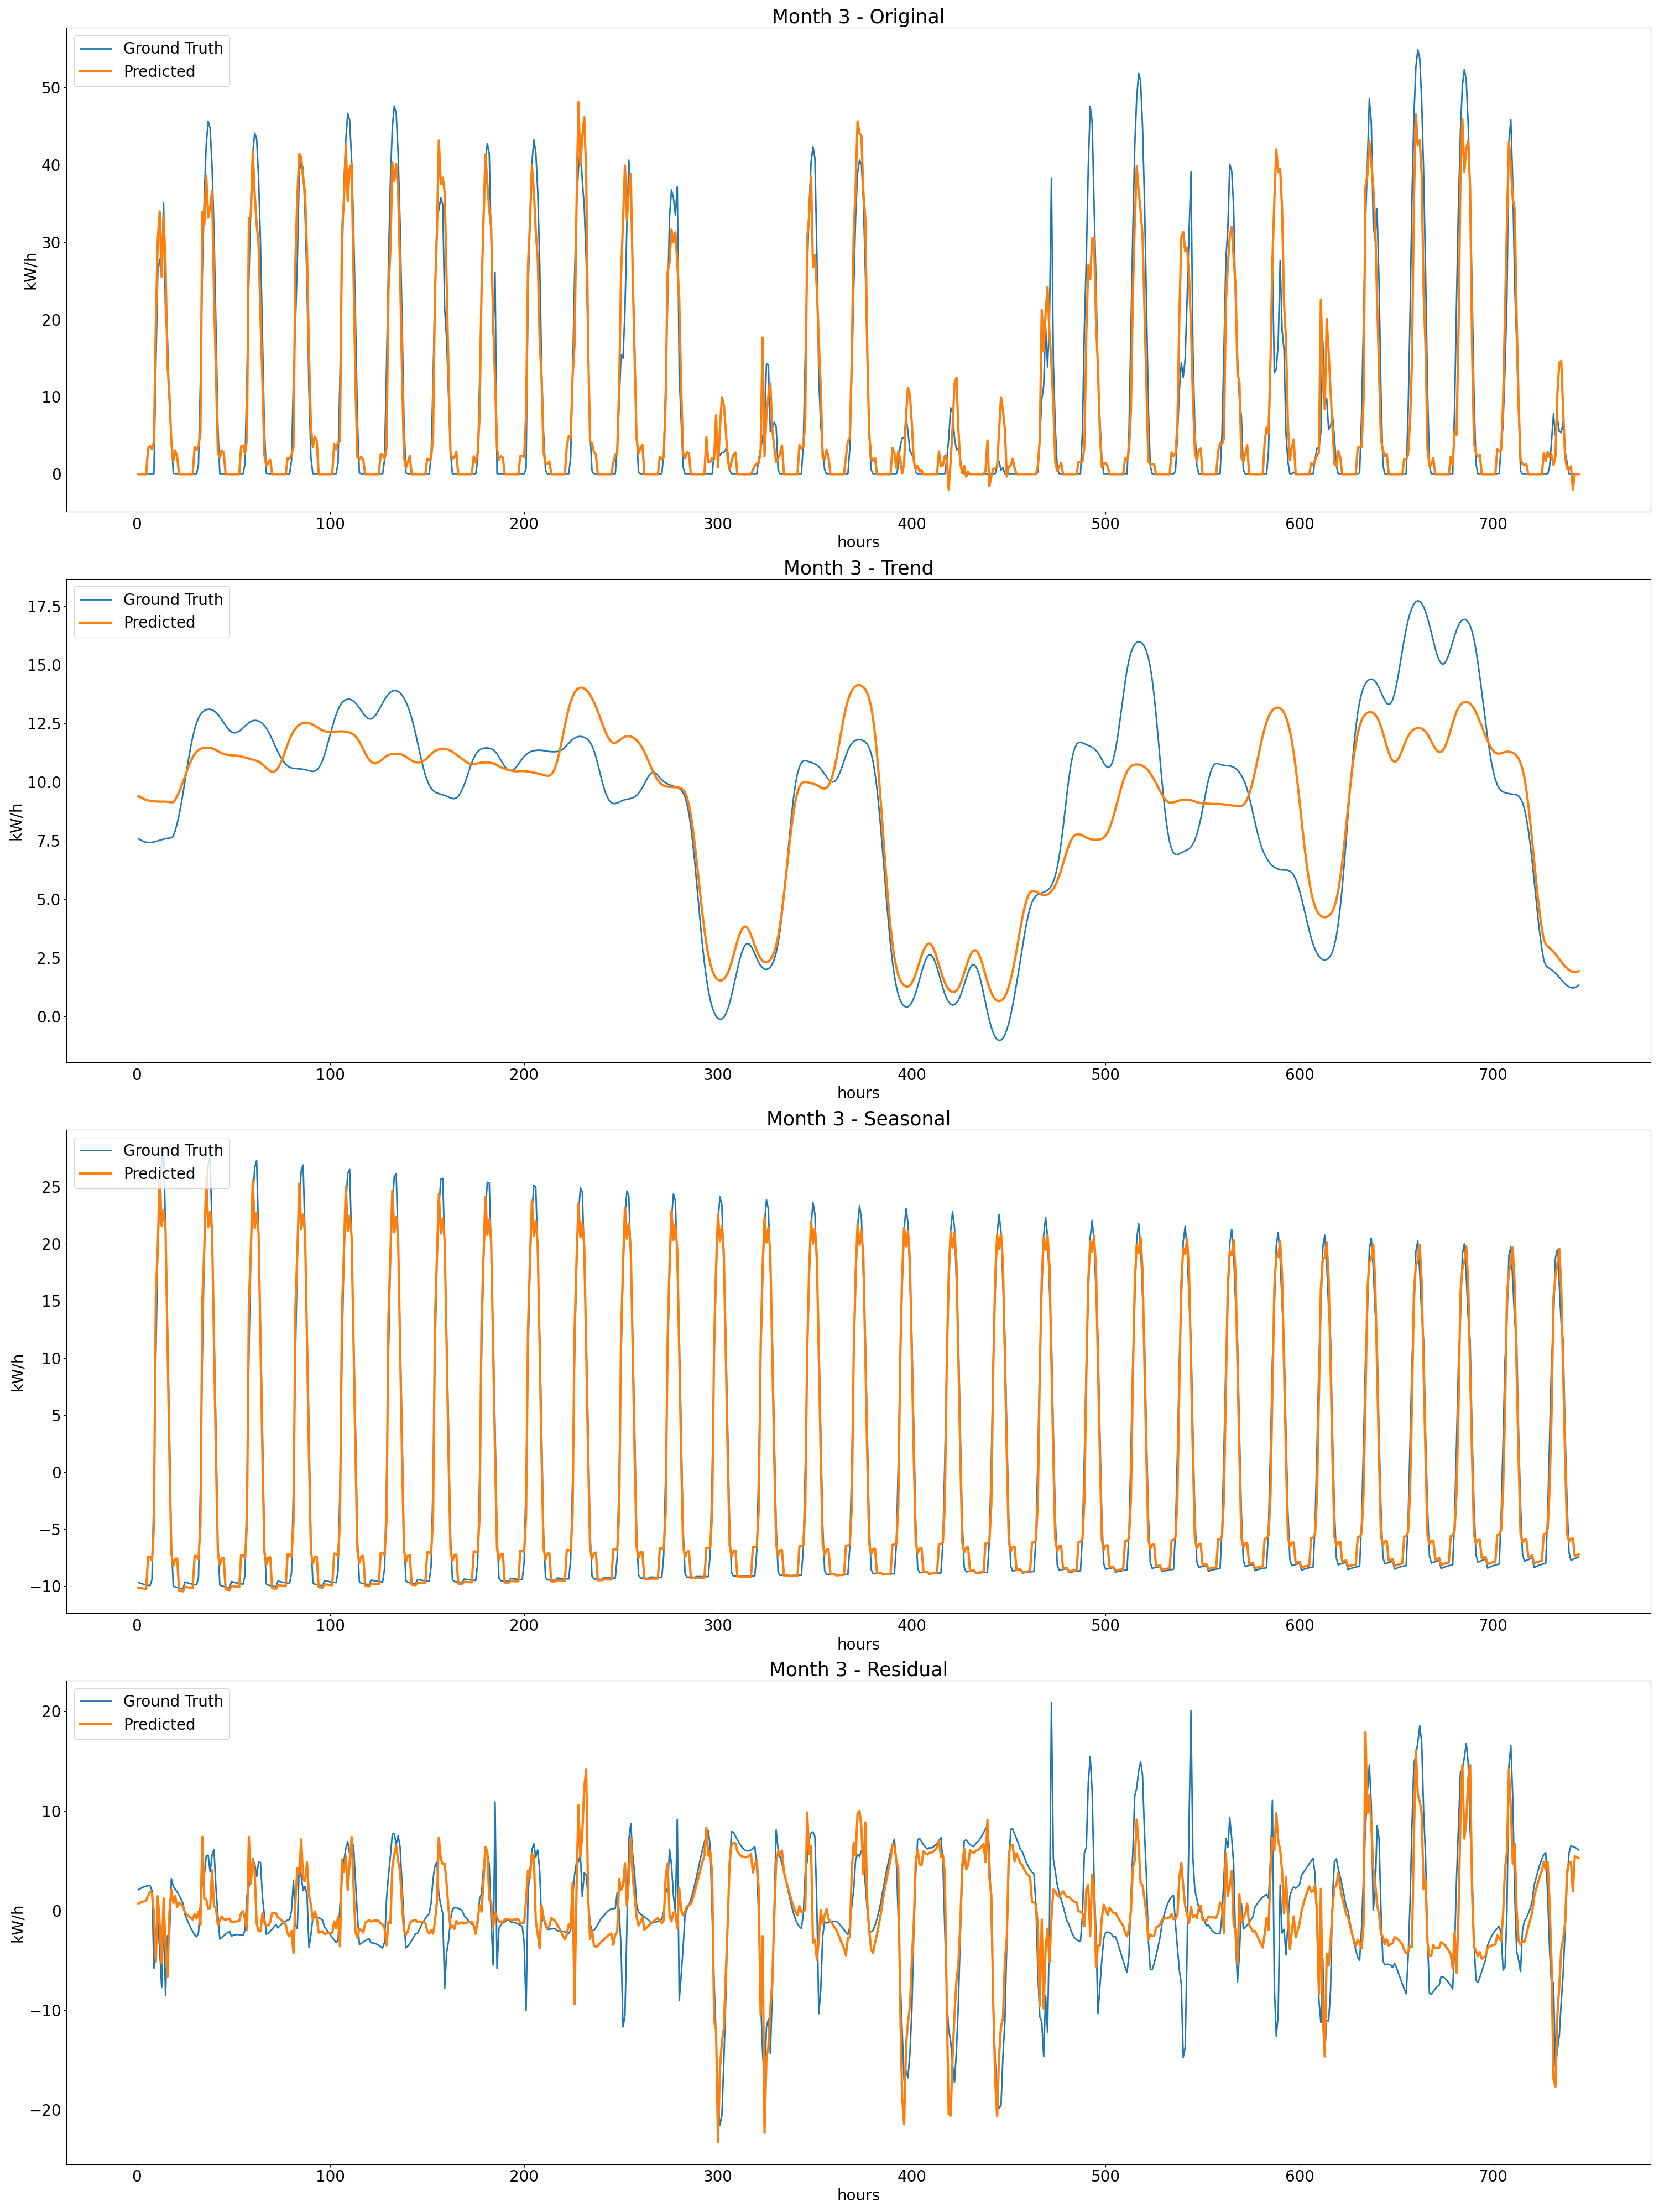 Month 3 - Original
Ground Truth
Predicted
50
40
30
20
10
0
kW/h
0 100 200 300 400 500 600 700
hours
Month 3 - Trend
Ground Truth
Predicted
17.5
15.0
12.5
10.0
7.5
5.0
2.5
0.0
kW/h
0 100 200 300 400 500 600 700
hours
Month 3 - Seasonal
Ground Truth
Predicted
25
20
15
10
5
0
−5
−10
kW/h
0 100 200 300 400 500 600 700
hours
Month 3 - Residual
Ground Truth
Predicted
20
10
0
−10
−20
kW/h
0 100 200 300 400 500 600 700
hours